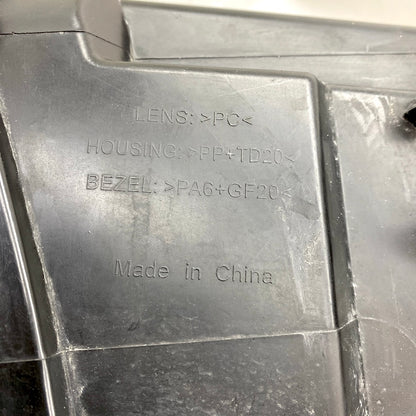 LENS: >PC<
HOUSING: >PP+TD20<
BEZEL: >PA6+GF20<
Made in China